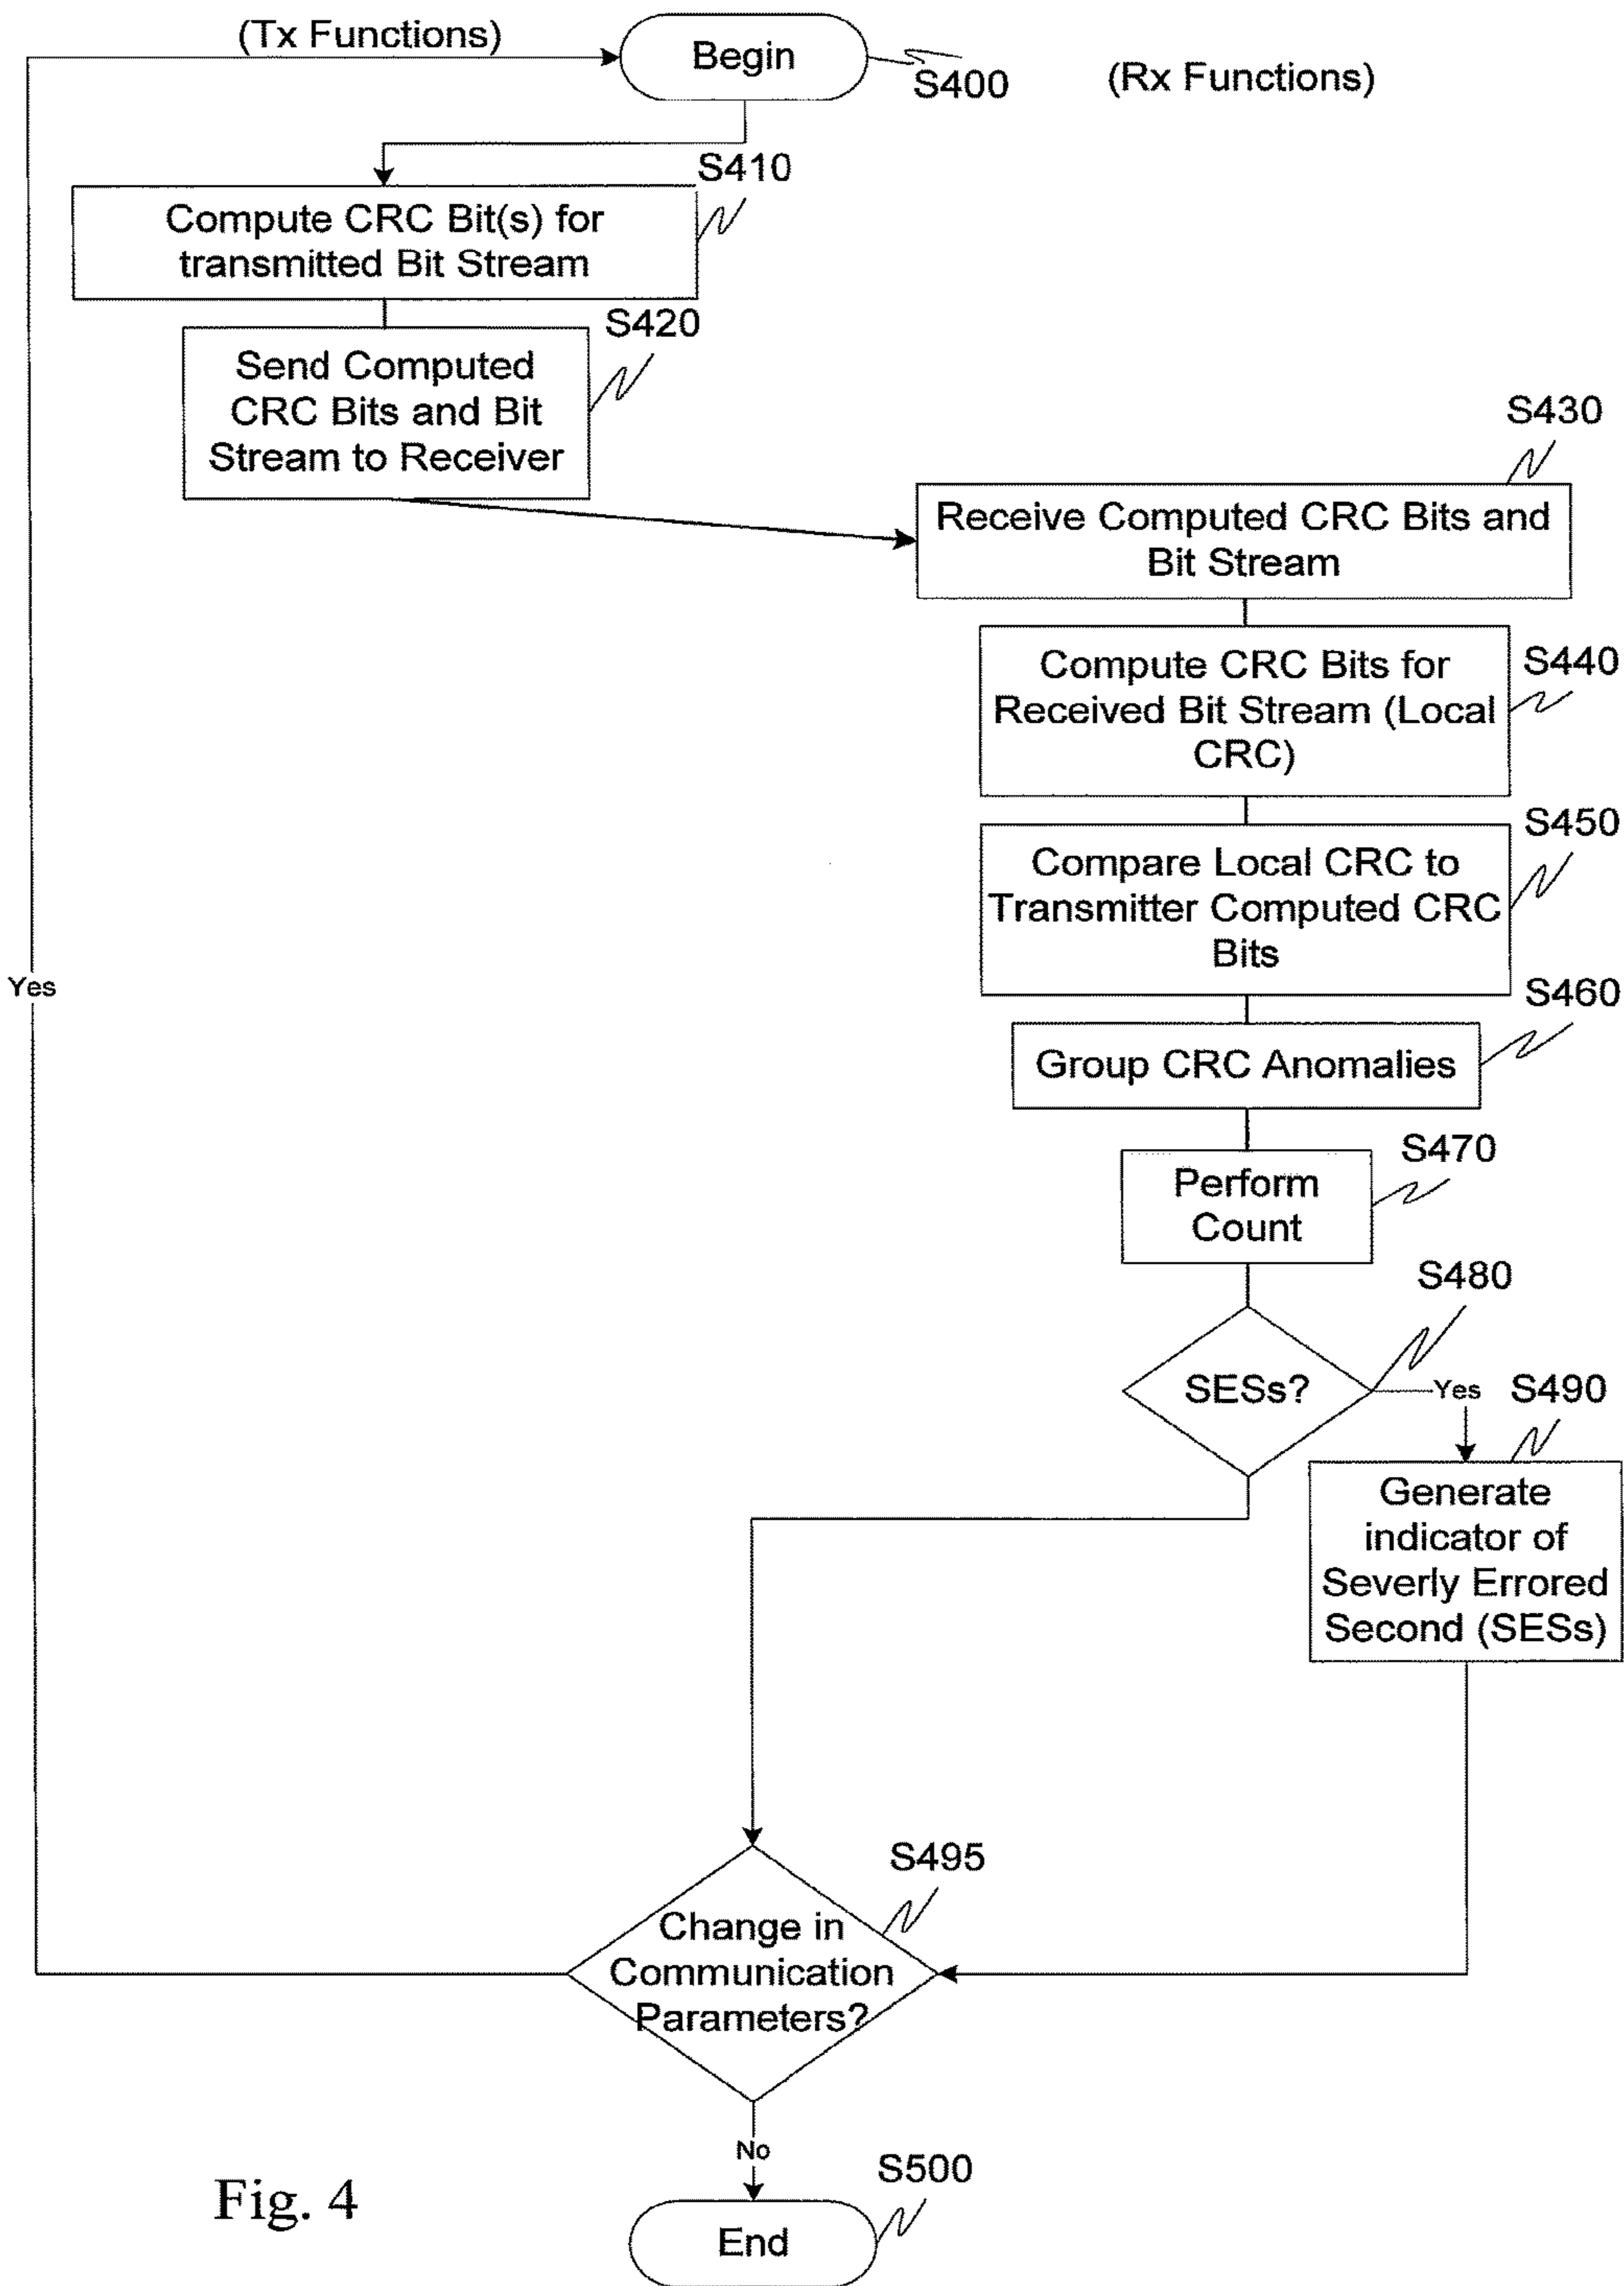 (Tx Functions)
Begin
S400
(Rx Functions)
S410
Compute CRC Bit(s) for
transmitted Bit Stream
S420
Send Computed
CRC Bits and Bit
Stream to Receiver
S430
Receive Computed CRC Bits and
Bit Stream
S440
Compute CRC Bits for
Received Bit Stream (Local
CRC)
S450
Compare Local CRC to
Transmitter Computed CRC
Bits
S460
Group CRC Anomalies
S470
Perform
Count
S480
SESs?
Yes
S490
Generate
indicator of
Severly Errored
Second (SESs)
S495
Change in
Communication
Parameters?
Yes
No
S500
End
Fig. 4